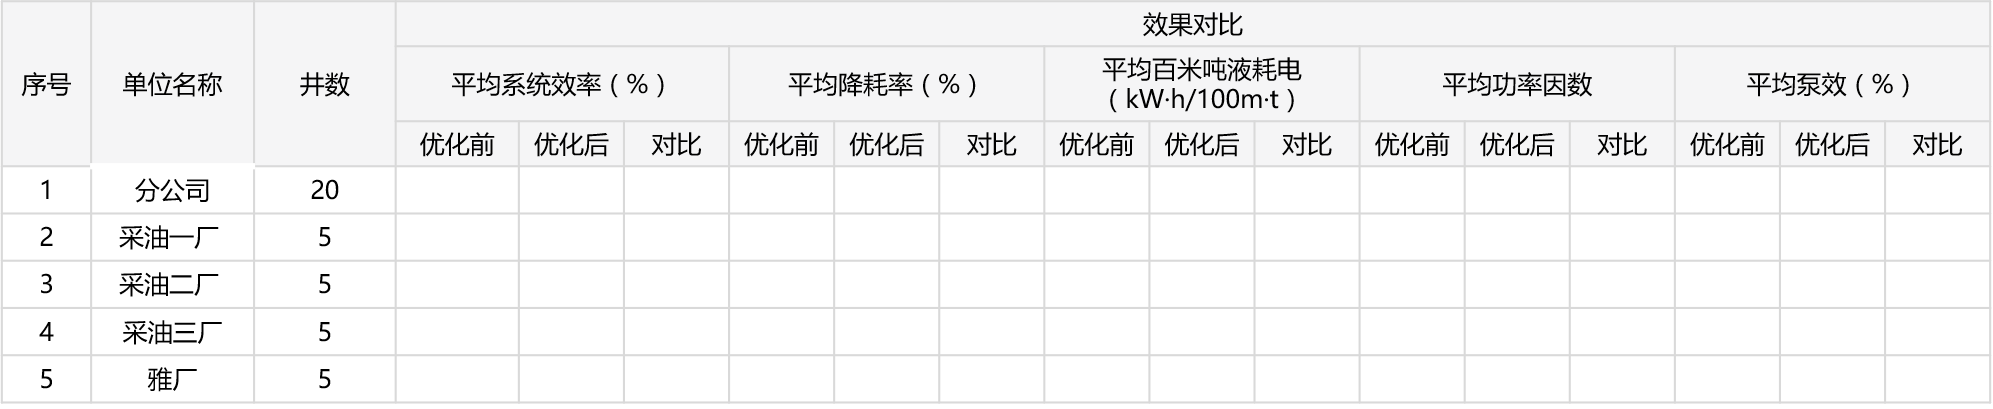 效果对比
序号 单位名称 井数 平均系统效率（%） 平均降耗率（%） 平均百米吨液耗电
（kW·h/100m·t） 平均功率因数 平均泵效（%）
优化前 优化后 对比 优化前 优化后 对比 优化前 优化后 对比 优化前 优化后 对比 优化前 优化后 对比
1 分公司 20
2 采油一厂 5
3 采油二厂 5
4 采油三厂 5
5 雅厂 5